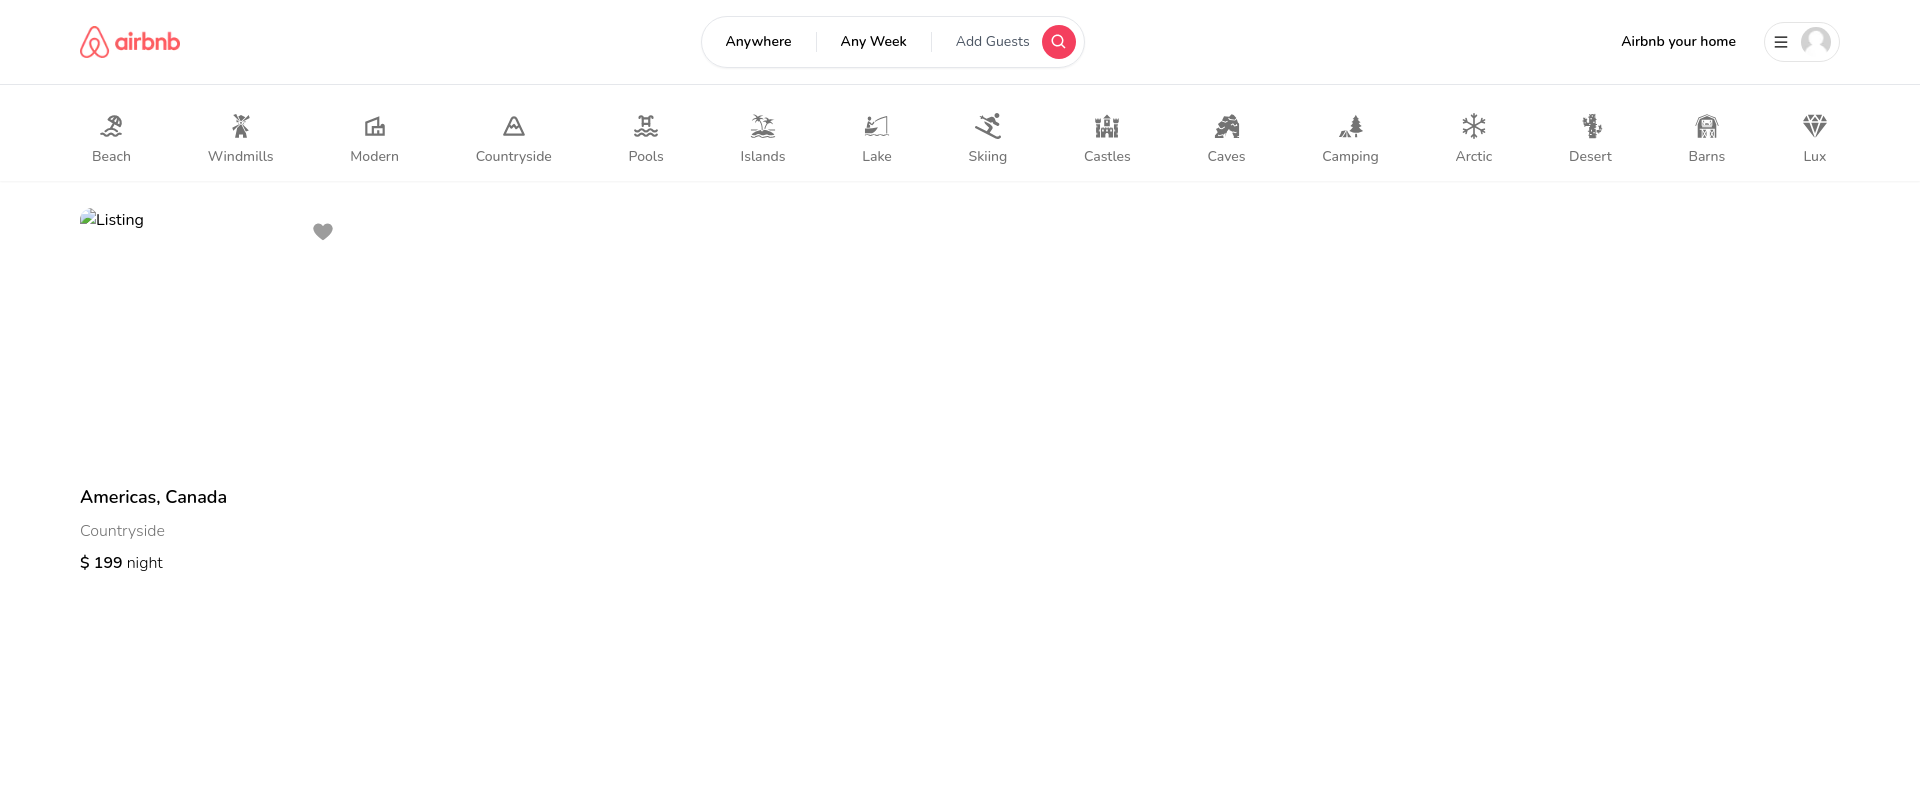 airbnb
Anywhere
Any Week
Add Guests
Airbnb your home
Beach
Windmills
Modern
Countryside
Pools
Islands
Lake
Skiing
Castles
Caves
Camping
Arctic
Desert
Barns
Lux
Listing
Americas, Canada
Countryside
$ 199 night